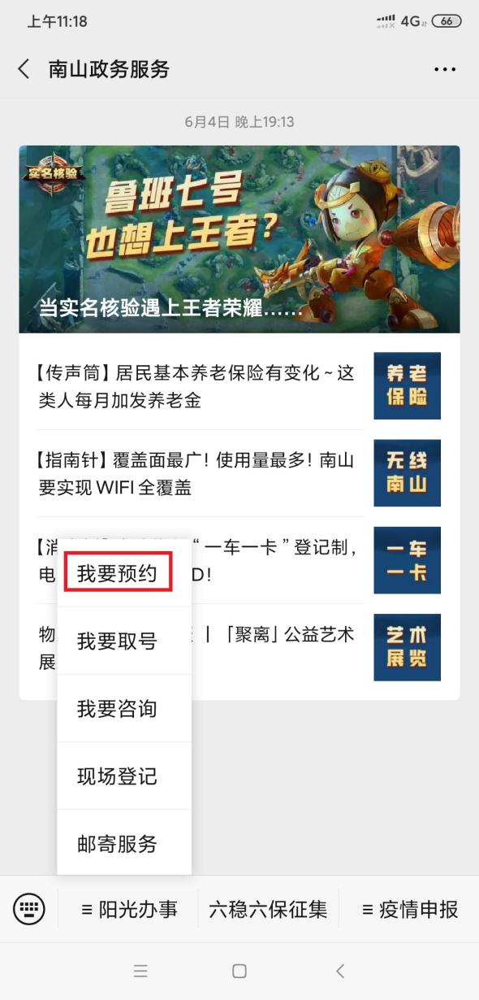 上午11:18
4G 66
南山政务服务
6月4日 晚上19:13
实名核验
鲁班七号
也想上王者？
当实名核验遇上王者荣耀......
【传声筒】居民基本养老保险有变化~这
类人每月加发养老金
养老
保险
【指南针】覆盖面最广！使用量最多！南山
要实现WIFI全覆盖
无线
南山
【消
“一车一卡”登记制，
电
D！
一车
一卡
物
丨「聚离」公益艺术
展
艺术
展览
我要预约
我要取号
我要咨询
现场登记
邮寄服务
阳光办事
六稳六保征集
疫情申报